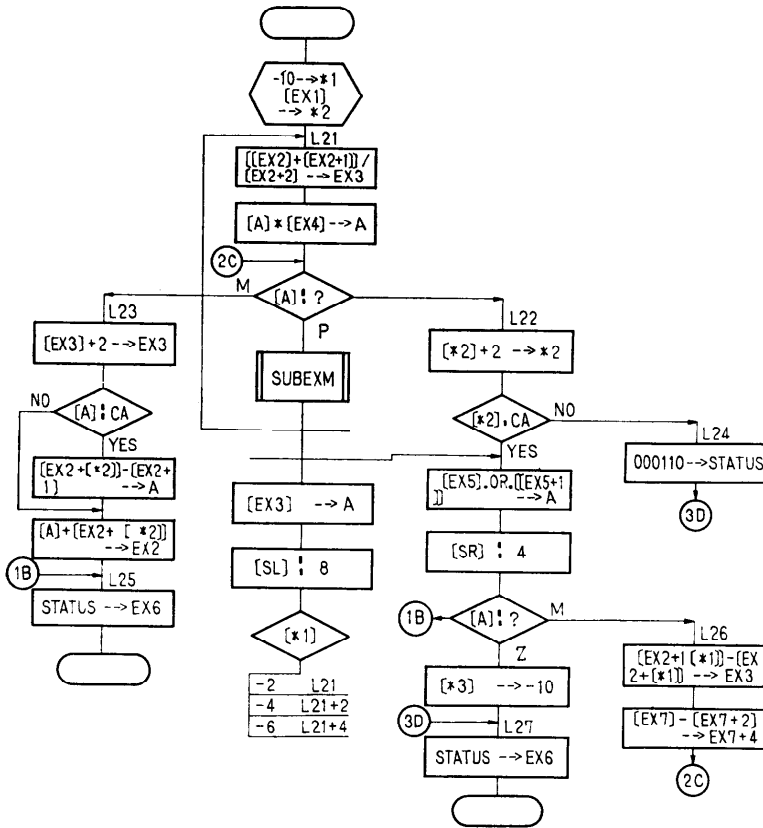 -10-->*1
[EX1]
--> *2
L21
[[EX2]+[EX2+1]]/
[EX2+2] -->EX3
[A]*[EX4]-->A
2C
M
[A]:?
P
L23
[EX3]+2-->EX3
NO
[A]:CA
YES
[EX2+[*2]]-[EX2+
1] -->A
[A]+[EX2+ [ *2]]
-->EX2
1B
L25
STATUS -->EX6
SUBEXM
[EX3] -->A
[SL] : 8
[*1]
-2 L21
-4 L21+2
-6 L21+4
L22
[*2]+2 -->*2
[*2].CA
NO
YES
L24
000110-->STATUS
3D
[EX5].OR.[[EX5+1
]] -->A
[SR] : 4
1B
[A]:?
M
Z
L26
[EX2+1[*1]]-[EX
2+[*1]] --> EX3
[EX7]-[EX7+2]
-->EX7+4
2C
[*3] -->-10
3D
L27
STATUS -->EX6